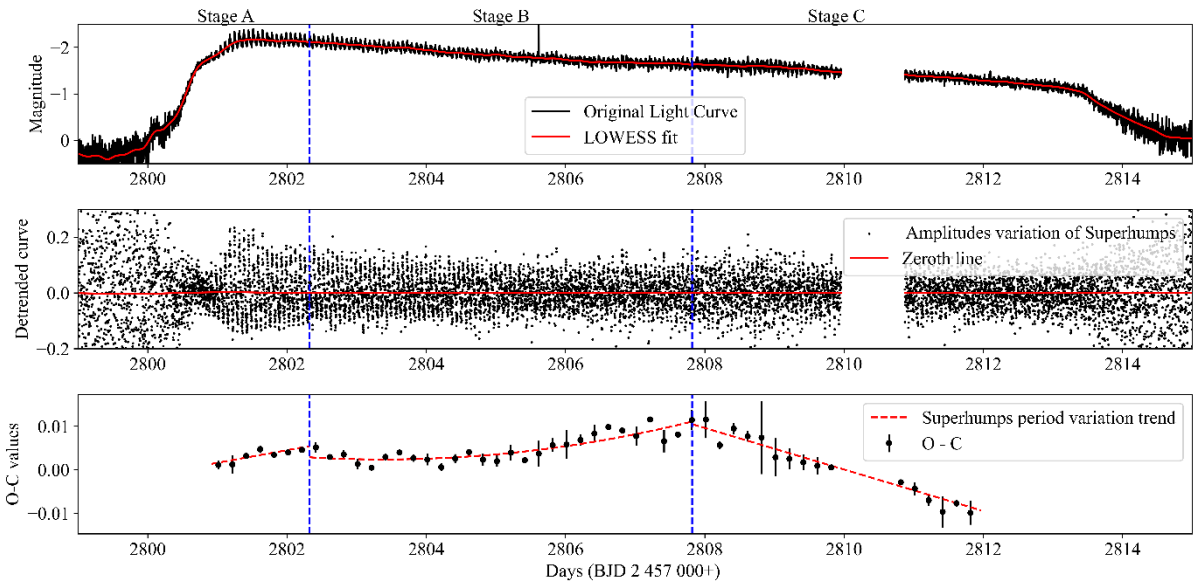 Stage A Stage B Stage C
Magnitude
−2
−1
0
Original Light Curve
LOWESS fit
2800 2802 2804 2806 2808 2810 2812 2814
Detrended curve
0.2
0.0
−0.2
Amplitudes variation of Superhumps
Zeroth line
2800 2802 2804 2806 2808 2810 2812 2814
O-C values
0.01
0.00
−0.01
Superhumps period variation trend
O - C
2800 2802 2804 2806 2808 2810 2812 2814
Days (BJD 2 457 000+)